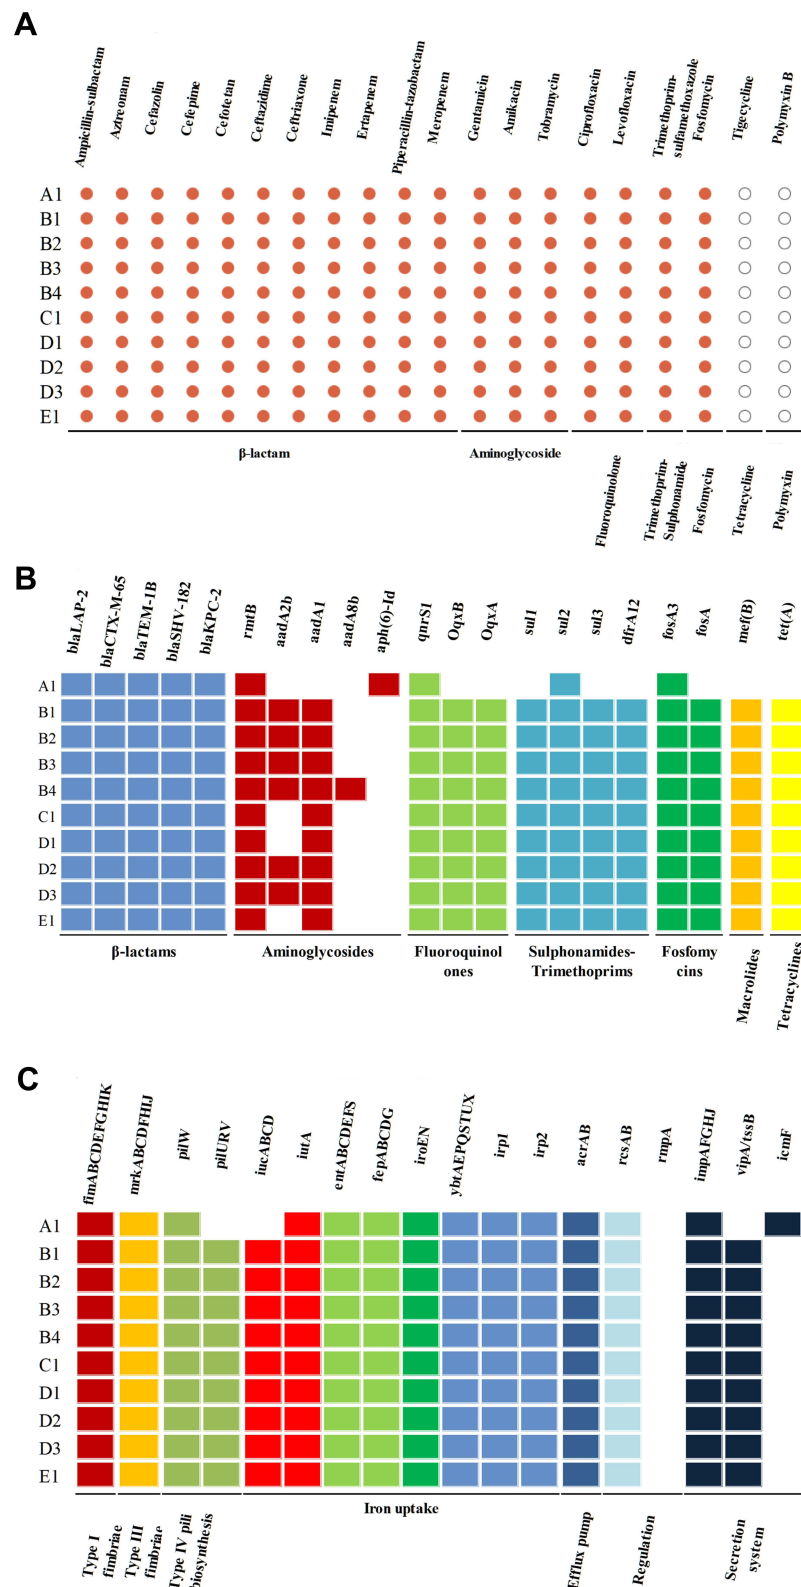 A
Ampicillin-sulbactam
Aztreonam
Cefazolin
Cefepime
Cefotetan
Ceftazidime
Ceftriaxone
Imipenem
Ertapenem
Piperacillin-tazobactam
Meropenem
Gentamicin
Amikacin
Tobramycin
Ciprofloxacin
Levofloxacin
Trimethoprim-
sulfamethoxazole
Fosfomycin
Tigecycline
Polymyxin B
A1
B1
B2
B3
B4
C1
D1
D2
D3
E1
β-lactam
Aminoglycoside
Fluoroquinolone
Trimethoprim-
Sulphonamide
Fosfomycin
Tetracycline
Polymyxin
B
blaLAP-2
blaCTX-M-65
blaTEM-1B
blaSHV-182
blaKPC-2
rmtB
aadA2b
aadA1
aadA8b
aph(6)-Id
qnrS1
OqxB
OqxA
sul1
sul2
sul3
dfrA12
fosA3
fosA
mef(B)
tet(A)
A1
B1
B2
B3
B4
C1
D1
D2
D3
E1
β-lactams
Aminoglycosides
Fluoroquinol
ones
Sulphonamides-
Trimethoprims
Fosfomy
cins
Macrolides
Tetracyclines
C
fimABCDEFGHIK
mrkABCDFHIJ
pilW
pilURV
iucABCD
iutA
entABCDEFS
fepABCDG
iroEN
ybtAEPQSTUX
irp1
irp2
acrAB
rcsAB
rmpA
impAFGHJ
vipA/tssB
icmF
A1
B1
B2
B3
B4
C1
D1
D2
D3
E1
Type I
fimbriae
Type III
fimbriae
Type IV pili
biosynthesis
Iron uptake
Efflux pump
Regulation
Secretion
system